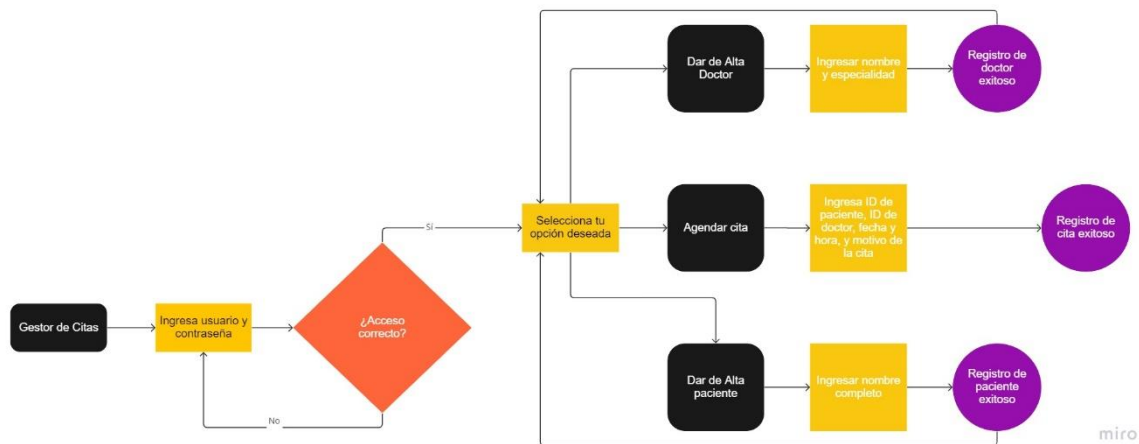 Dar de Alta
Doctor
Ingresar nombre
y especialidad
Registro de
doctor
exitoso
Sí
Selecciona tu
opción deseada
Agendar cita
Ingresa ID de
paciente, ID de
doctor, fecha y
hora, y motivo de
la cita
Registro de
cita exitoso
Gestor de Citas
Ingresa usuario y
contraseña
¿Acceso
correcto?
No
Dar de Alta
paciente
Ingresar nombre
completo
Registro de
paciente
exitoso
miro